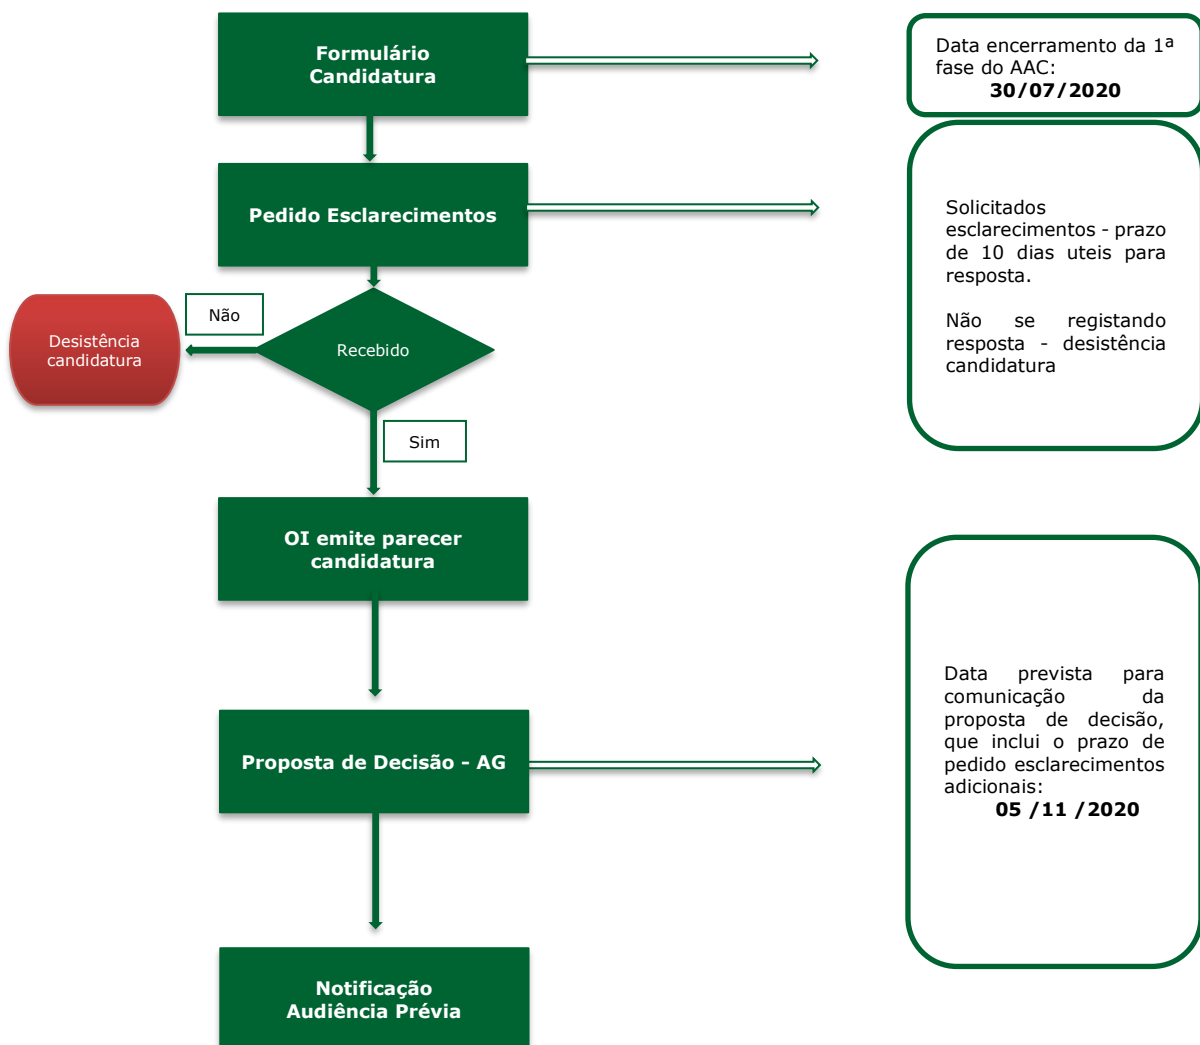 Formulário
Candidatura
Data encerramento da 1ª
fase do AAC:
30/07/2020
Pedido Esclarecimentos
Solicitados
esclarecimentos - prazo
de 10 dias uteis para
resposta.
Não se registando
resposta - desistência
candidatura
Não
Desistência
candidatura
Recebido
Sim
OI emite parecer
candidatura
Proposta de Decisão – AG
Data prevista para
comunicação da
proposta de decisão,
que inclui o prazo de
pedido esclarecimentos
adicionais:
05 /11 /2020
Notificação
Audiência Prévia